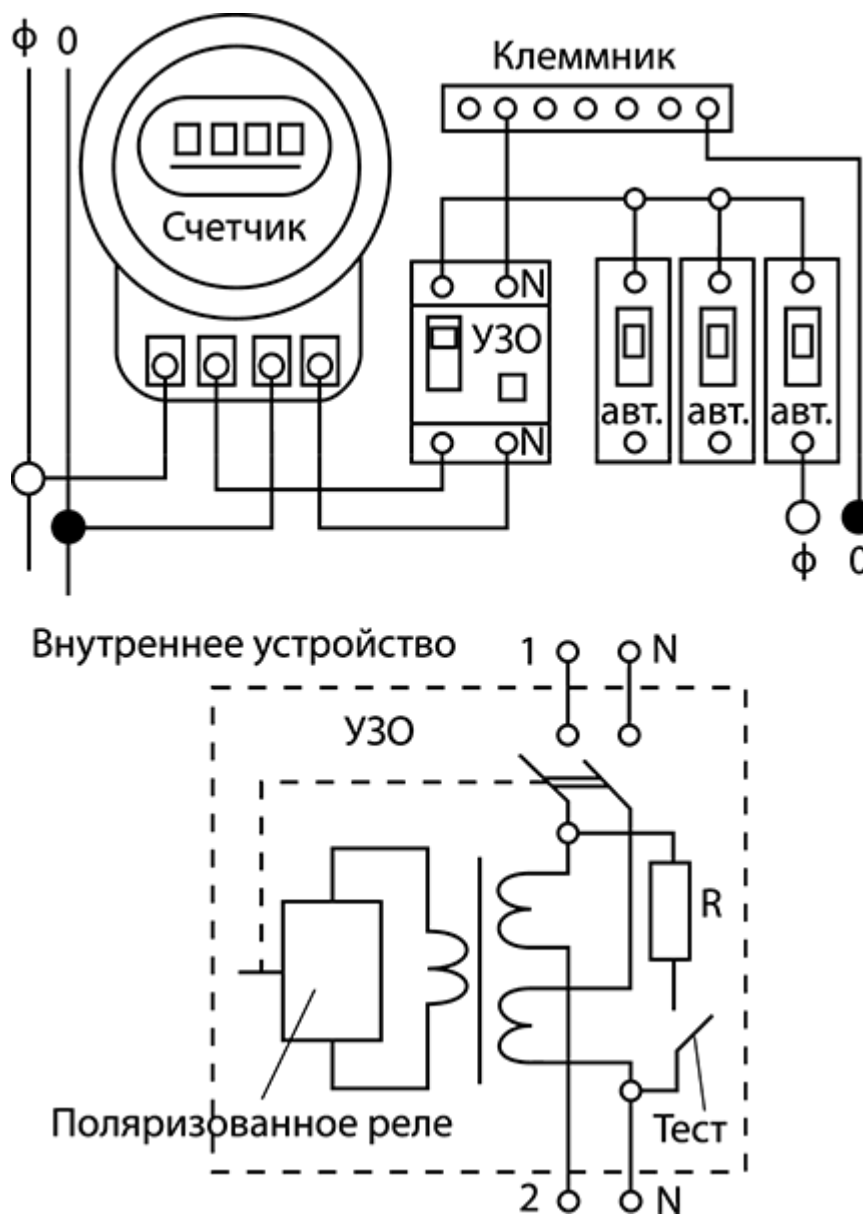 ф 0
Клеммник
Счетчик
N
УЗО
N
авт. авт. авт.
ф 0
Внутреннее устройство
1 N
УЗО
R
Поляризованное реле
Тест
2 N